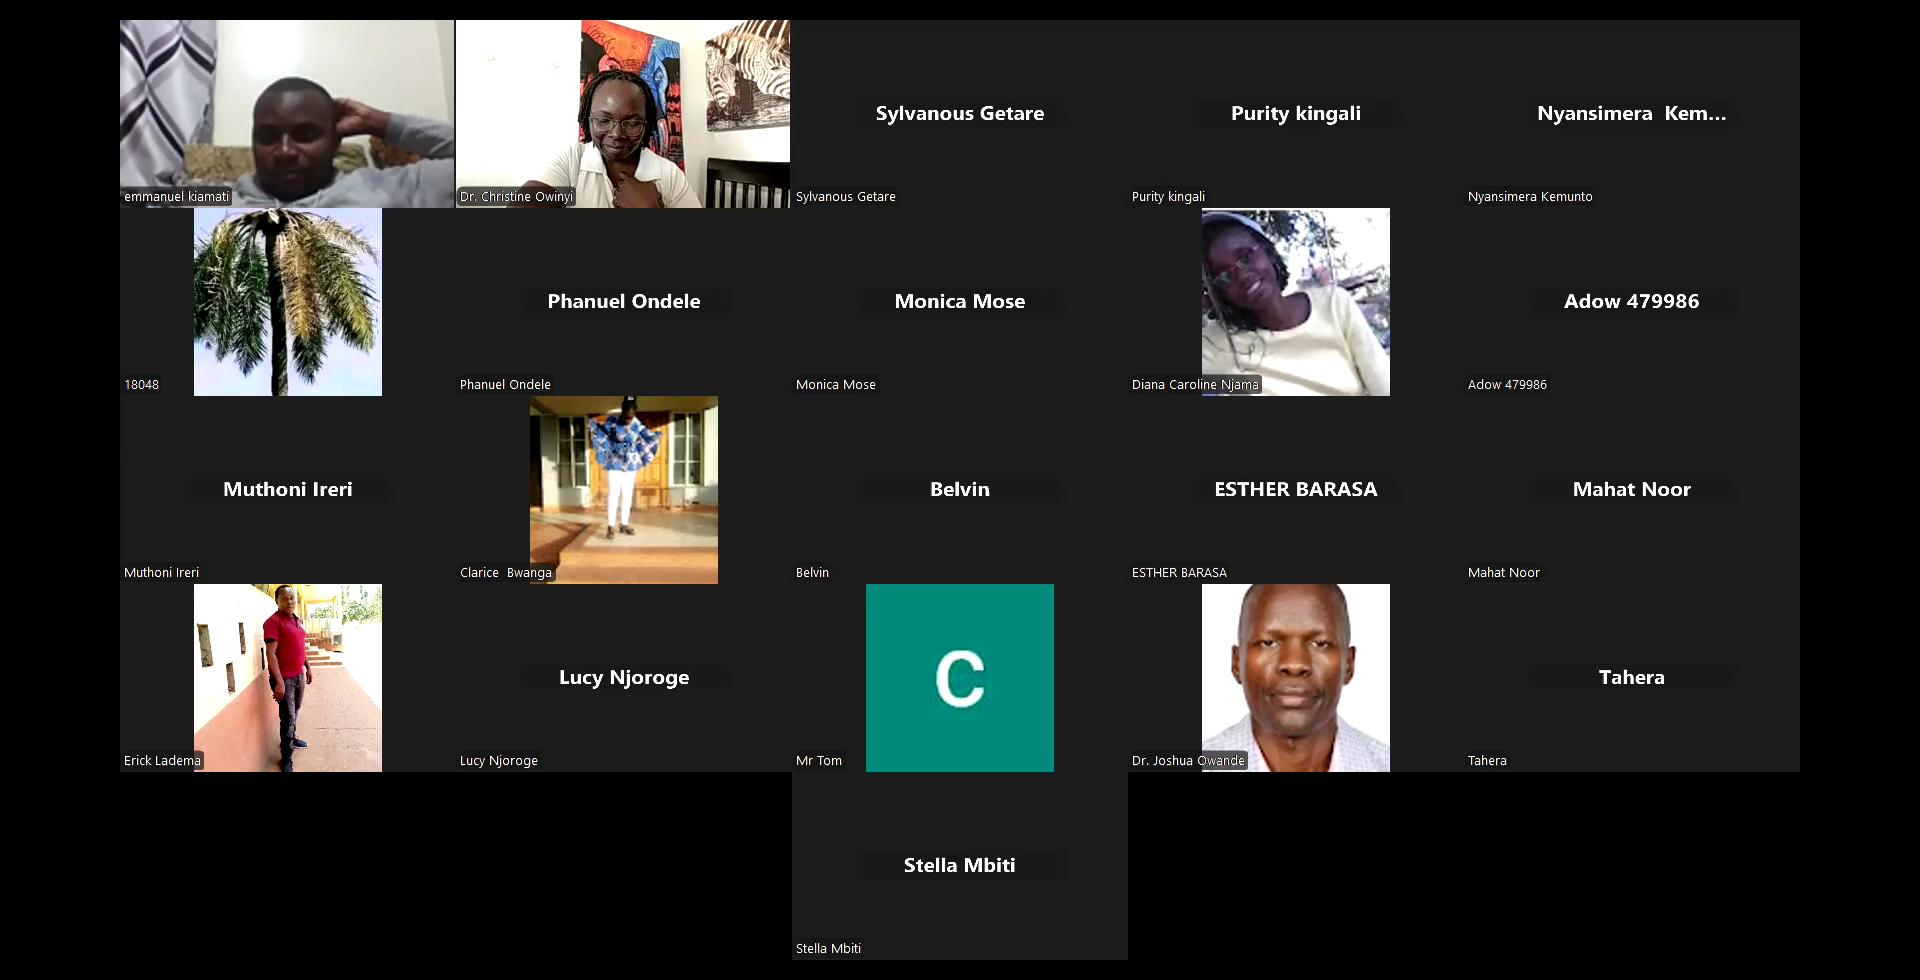 emmanuel kiamati
Dr. Christine Owinyi
Sylvanous Getare
Sylvanous Getare
Purity kingali
Purity kingali
Nyansimera  Kem...
Nyansimera Kemunto
18048
Phanuel Ondele
Phanuel Ondele
Monica Mose
Monica Mose
Diana Caroline Njama
Adow 479986
Adow 479986
Muthoni Ireri
Muthoni Ireri
Clarice  Bwanga
Belvin
Belvin
ESTHER BARASA
ESTHER BARASA
Mahat Noor
Mahat Noor
Erick Ladema
Lucy Njoroge
Lucy Njoroge
C
Mr Tom
Dr. Joshua Owande
Tahera
Tahera
Stella Mbiti
Stella Mbiti